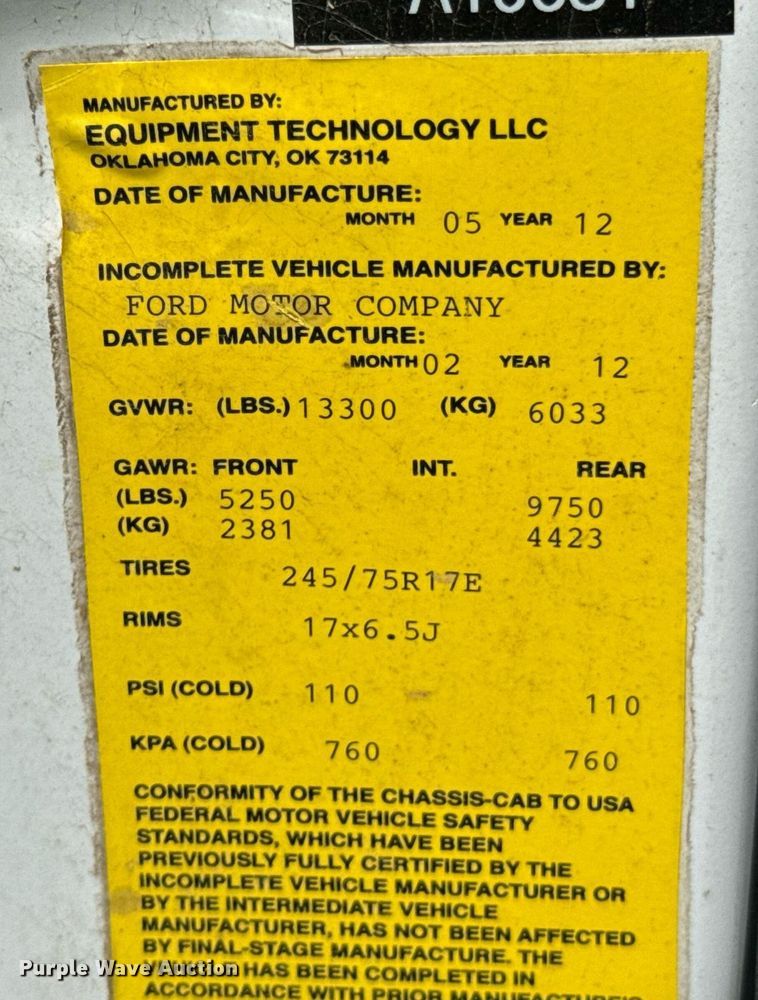 MANUFACTURED BY:
EQUIPMENT TECHNOLOGY LLC
OKLAHOMA CITY, OK 73114
DATE OF MANUFACTURE:
MONTH 05 YEAR 12
INCOMPLETE VEHICLE MANUFACTURED BY:
FORD MOTOR COMPANY
DATE OF MANUFACTURE:
MONTH 02 YEAR 12
GVWR: (LBS.) 13300 (KG) 6033
GAWR: FRONT INT. REAR
(LBS.) 5250 9750
(KG) 2381 4423
TIRES 245/75R17E
RIMS 17x6.5J
PSI (COLD) 110 110
KPA (COLD) 760 760
CONFORMITY OF THE CHASSIS-CAB TO USA
FEDERAL MOTOR VEHICLE SAFETY
STANDARDS, WHICH HAVE BEEN
PREVIOUSLY FULLY CERTIFIED BY THE
INCOMPLETE VEHICLE MANUFACTURER OR
BY THE INTERMEDIATE VEHICLE
MANUFACTURER, HAS NOT BEEN AFFECTED
BY FINAL-STAGE MANUFACTURE. THE
HAS BEEN COMPLETED IN
ACCORDANCE WITH PRIOR
Purple Wave Auction